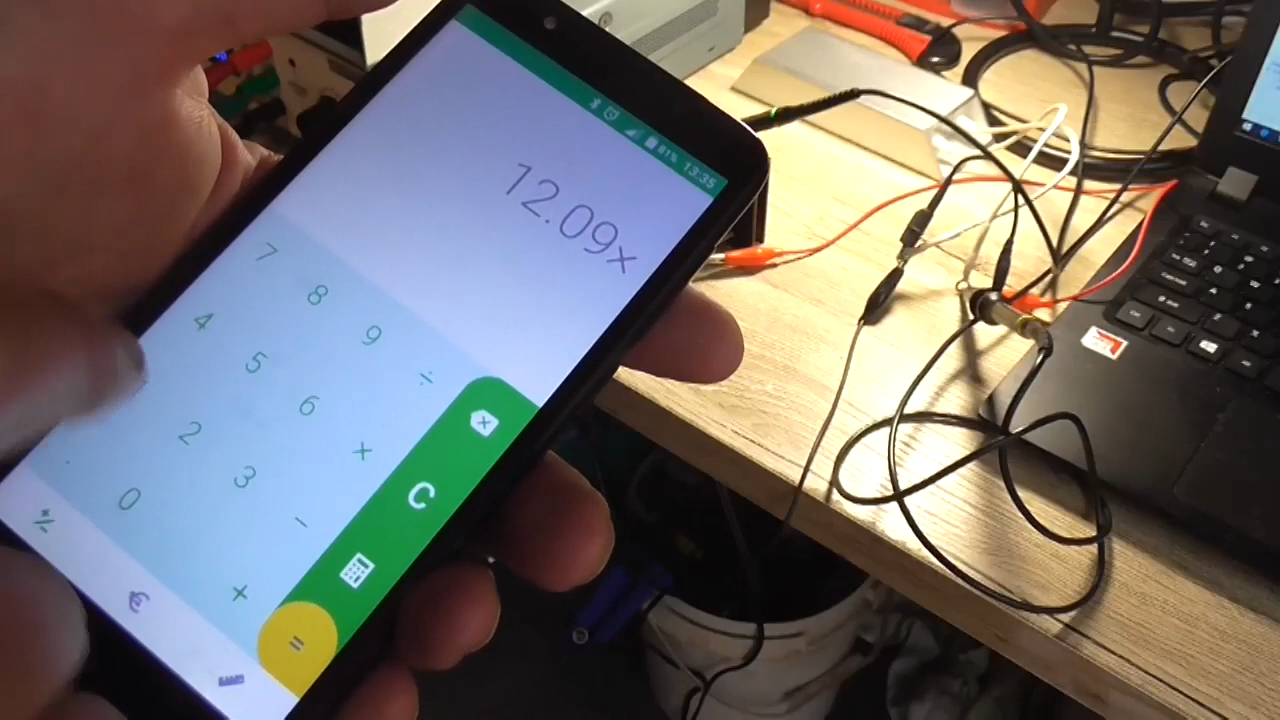 81% 13:35
12.09x
7 8 9 ÷
4 5 6 ×
2 3 −
. 0 +
C
=
+/−
€